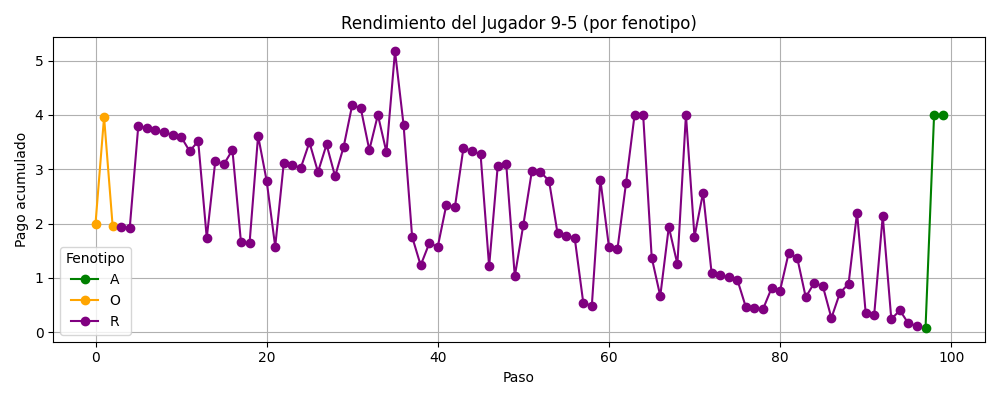 Rendimiento del Jugador 9-5 (por fenotipo)
Pago acumulado
5
4
3
2
1
0
Fenotipo
A
O
R
0 20 40 60 80 100
Paso